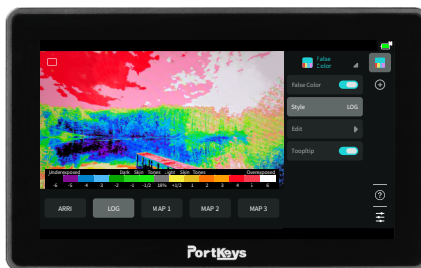 False
Color
False Color
Style LOG
Edit
Tooptip
Underexposed Dark Skin Tones Light Skin Tones Overexposed
-6 -5 -4 -3 -2 -1 -1/2 18% +1/2 1 2 3 4 5 6
ARRI LOG MAP 1 MAP 2 MAP 3
?
PortKeys